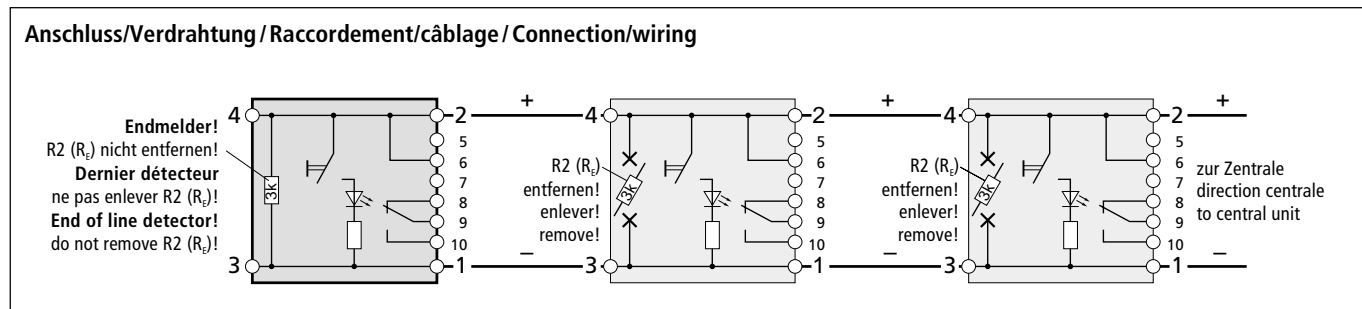 Anschluss/Verdrahtung / Raccordement/câblage / Connection/wiring
4
Endmelder!
R2 (RE) nicht entfernen!
Dernier détecteur
ne pas enlever R2 (RE)!
End of line detector!
do not remove R2 (RE)!
3
3k
2
5
6
7
8
9
10
1
+
–
4
R2 (RE)
entfernen!
enlever!
remove!
3
3k
2
5
6
7
8
9
10
1
+
–
4
R2 (RE)
entfernen!
enlever!
remove!
3
3k
2
5
6
7
8
9
10
1
+
zur Zentrale
direction centrale
to central unit
–